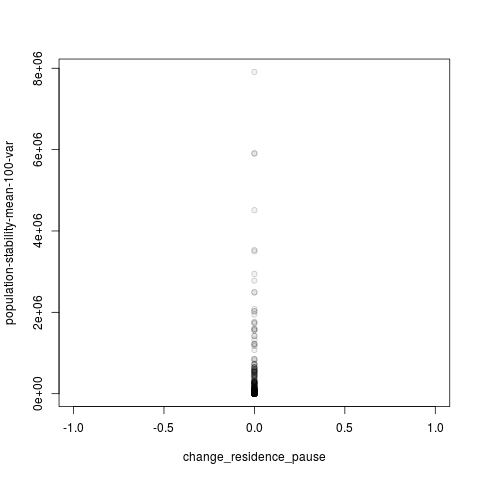 8e+06
6e+06
4e+06
2e+06
0e+00
population-stability-mean-100-var
-1.0 -0.5 0.0 0.5 1.0
change_residence_pause